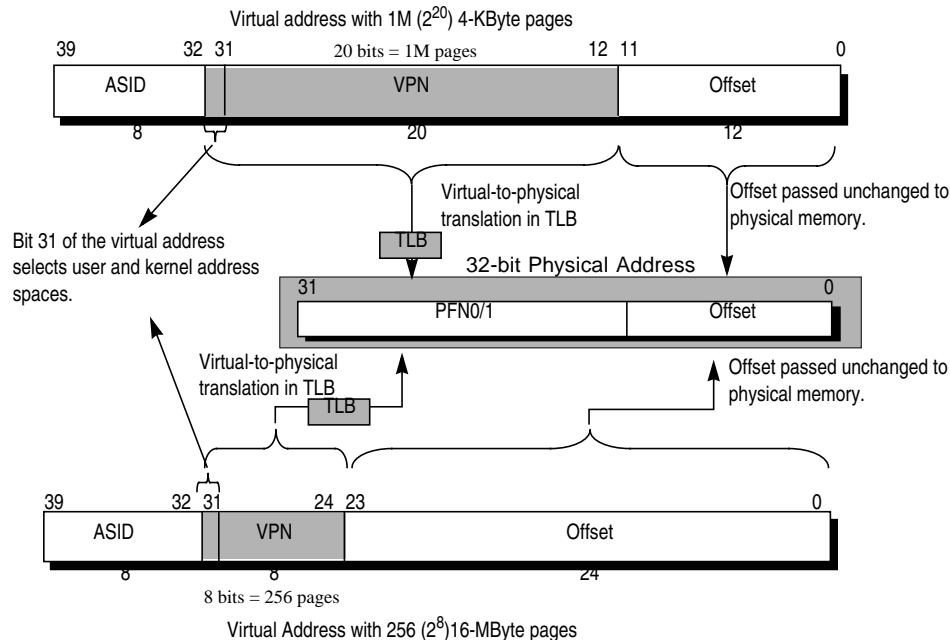 Virtual address with 1M (2^20) 4-KByte pages
39 32 31 20 bits = 1M pages 12 11 0
ASID VPN Offset
8 20 12
Virtual-to-physical
translation in TLB
Offset passed unchanged to
physical memory.
TLB
Bit 31 of the virtual address
selects user and kernel address
spaces.
32-bit Physical Address
31 0
PFN0/1 Offset
Virtual-to-physical
translation in TLB
TLB
Offset passed unchanged to
physical memory.
39 32 31 24 23 0
ASID VPN Offset
8 8 24
8 bits = 256 pages
Virtual Address with 256 (2^8)16-MByte pages